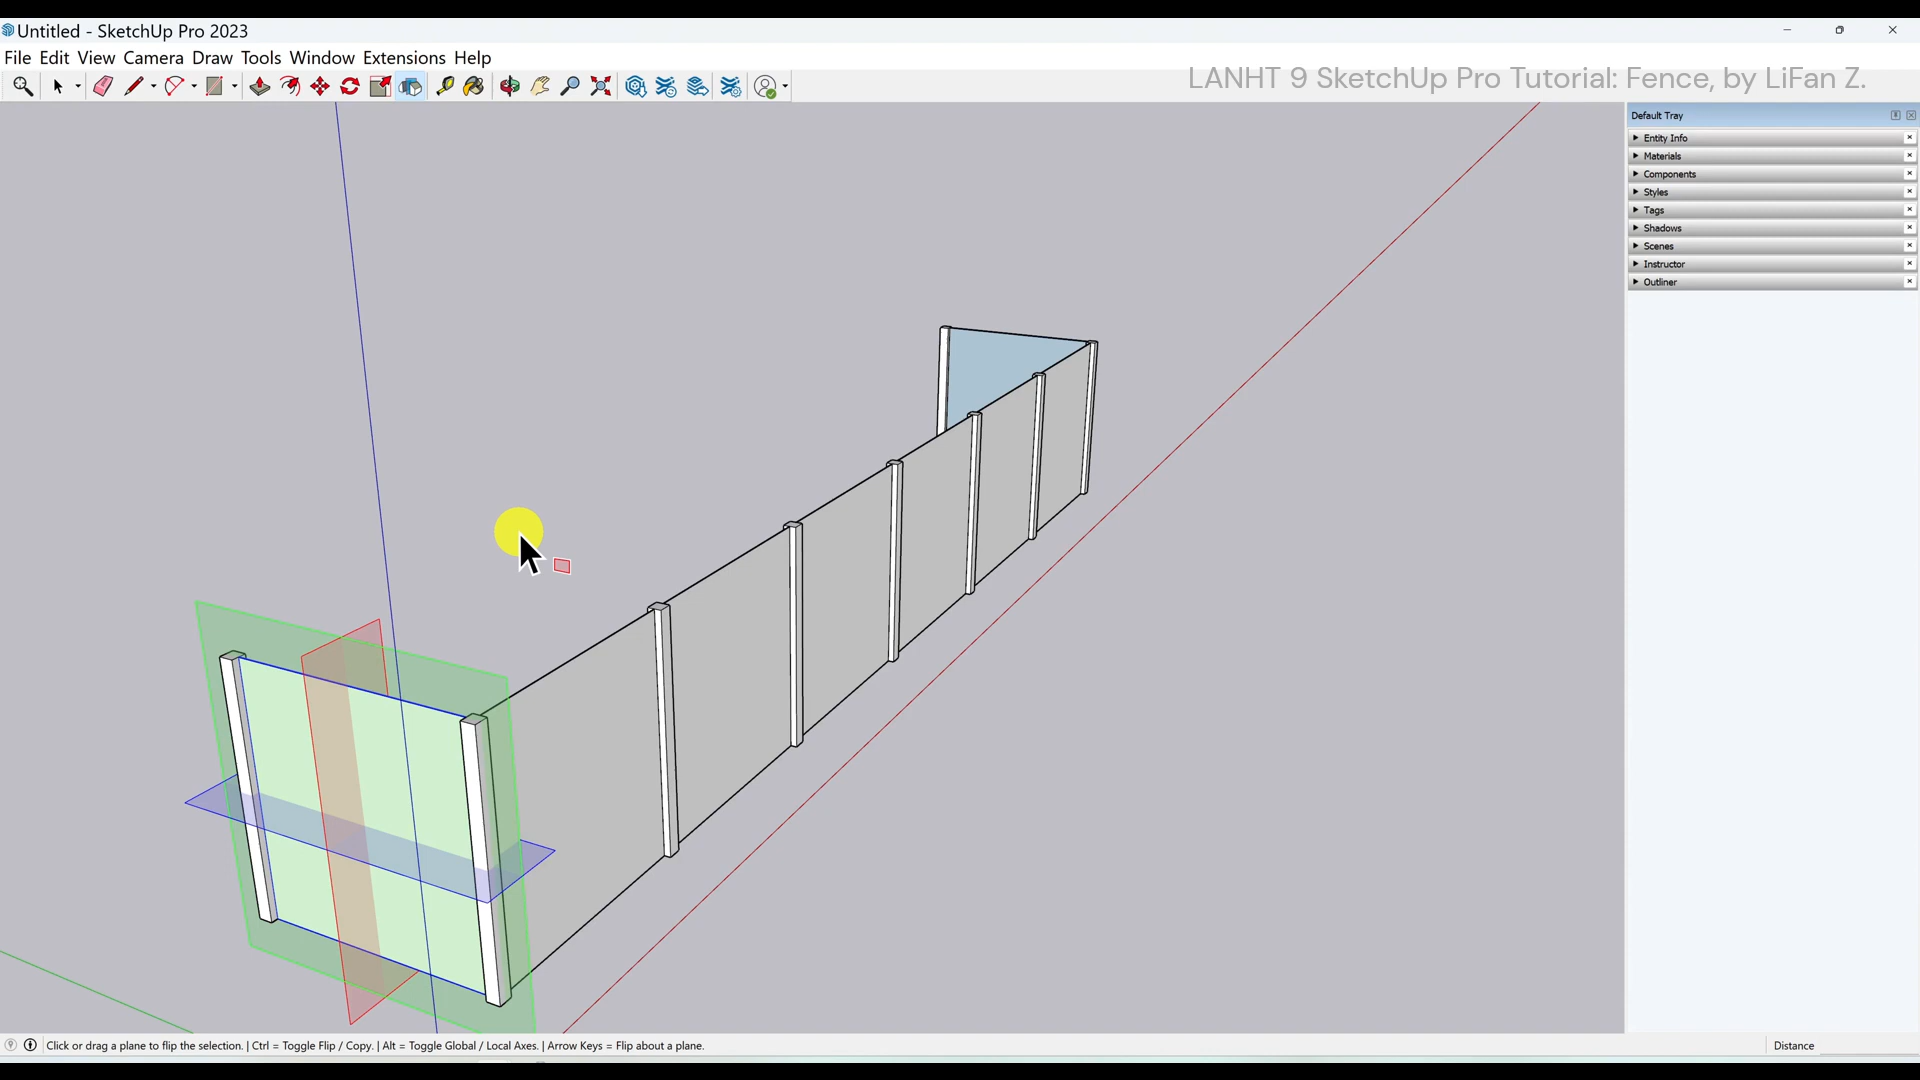 Untitled - SketchUp Pro 2023
File Edit View Camera Draw Tools Window Extensions Help
LANHT 9 SketchUp Pro Tutorial: Fence, by LiFan Z.
Default Tray
Entity Info
Materials
Components
Styles
Tags
Shadows
Scenes
Instructor
Outliner
Click or drag a plane to flip the selection. | Ctrl = Toggle Flip / Copy. | Alt = Toggle Global / Local Axes. | Arrow Keys = Flip about a plane.
Distance